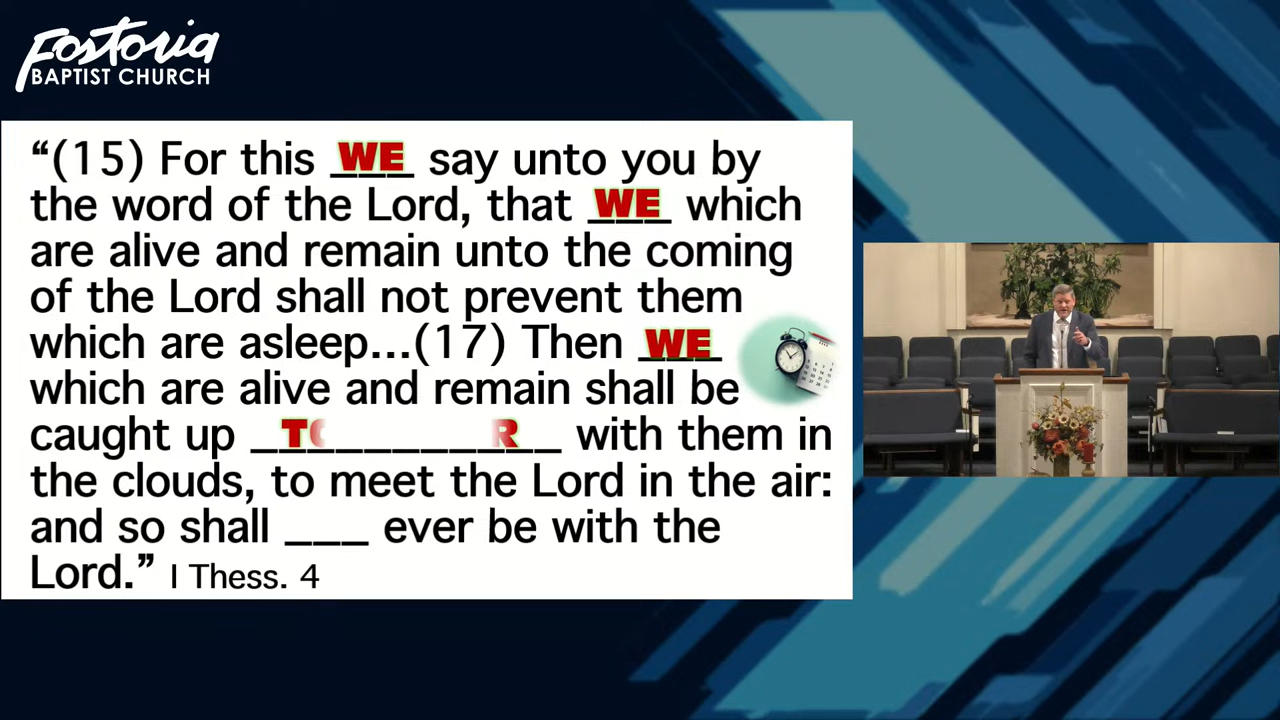 Fostoria
BAPTIST CHURCH
“(15) For this WE say unto you by
the word of the Lord, that WE which
are alive and remain unto the coming
of the Lord shall not prevent them
which are asleep...(17) Then WE
which are alive and remain shall be
caught up T R with them in
the clouds, to meet the Lord in the air:
and so shall ___ ever be with the
Lord.” I Thess. 4